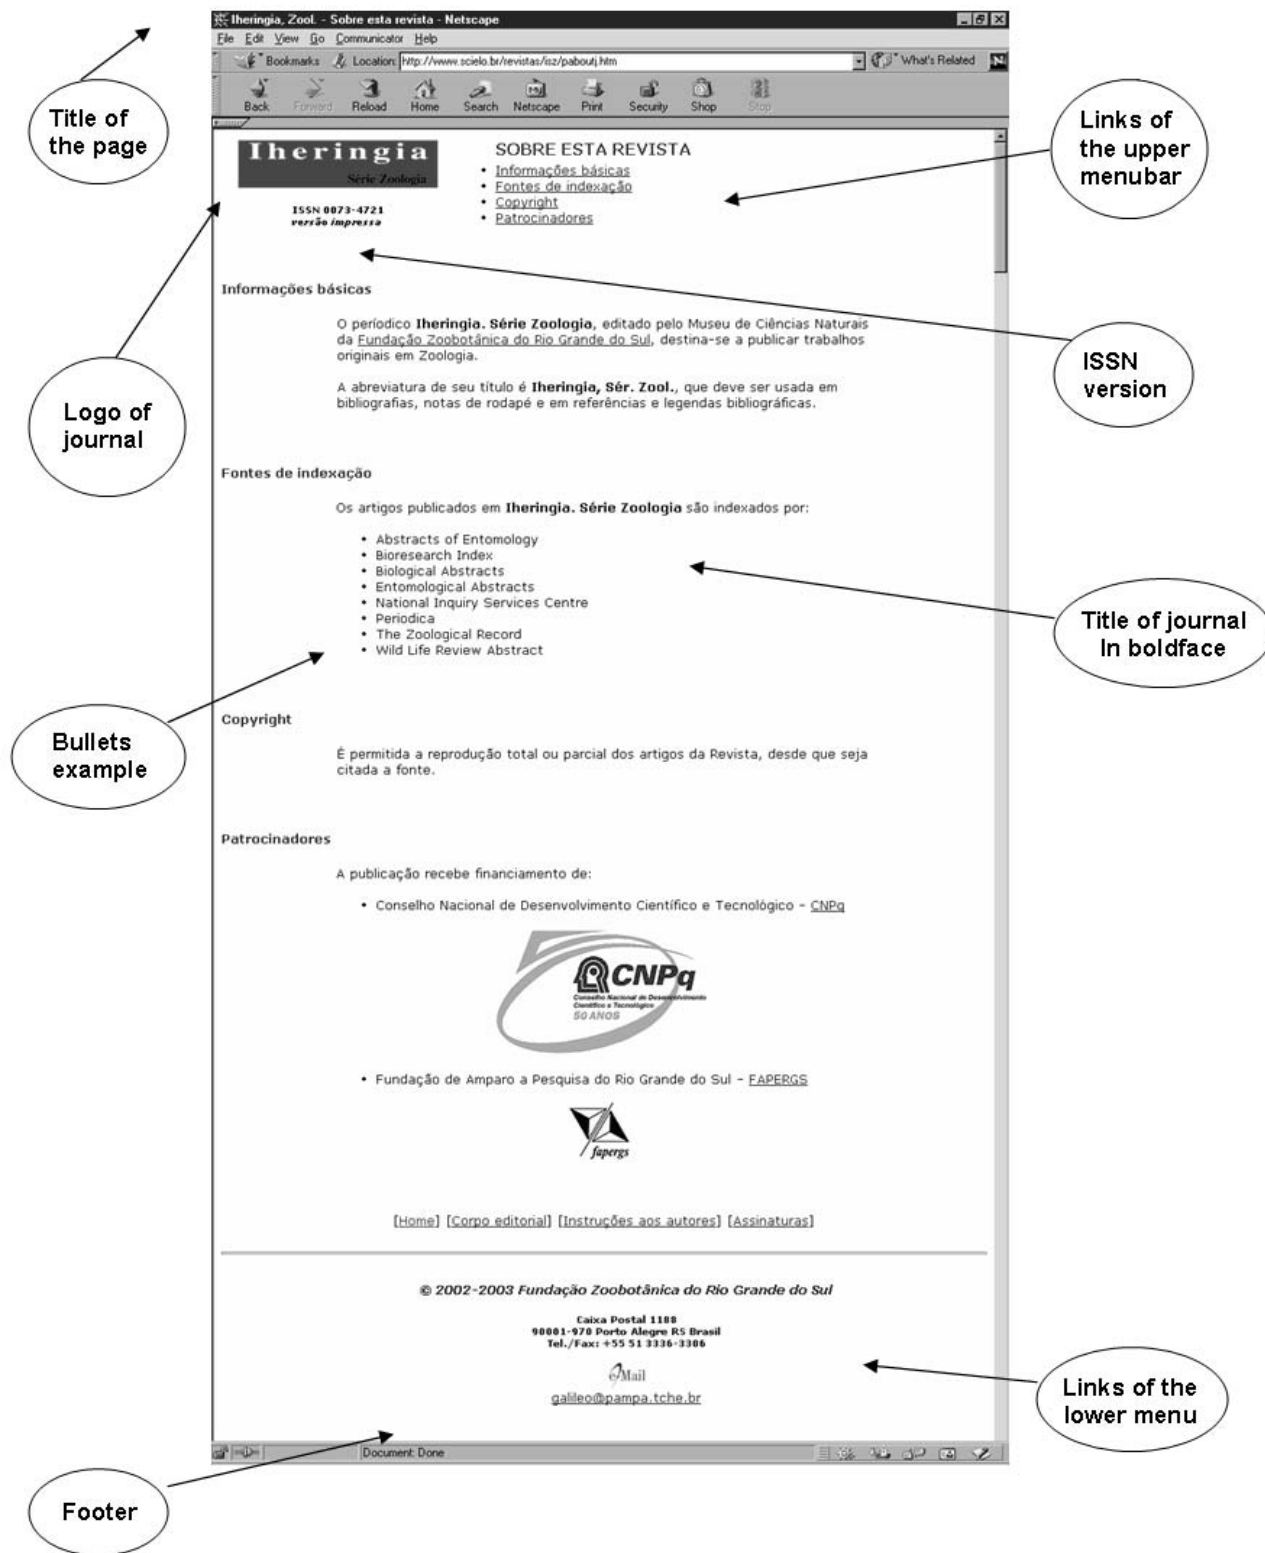 Iheringia, Zool. - Sobre esta revista - Netscape
File Edit View Go Communicator Help
Bookmarks Location: http://www.scielo.br/revistas/isz/paboutj.htm What's Related N
Back Forward Reload Home Search Netscape Print Security Shop Stop
Title of
the page
Links of
the upper
menubar
Iheringia
Série Zoologia
ISSN 0073-4721
versão impressa
SOBRE ESTA REVISTA
• Informações básicas
• Fontes de indexação
• Copyright
• Patrocinadores
Informações básicas
O períodico Iheringia. Série Zoologia, editado pelo Museu de Ciências Naturais
da Fundação Zoobotânica do Rio Grande do Sul, destina-se a publicar trabalhos
originais em Zoologia.
ISSN
version
A abreviatura de seu título é Iheringia, Sér. Zool., que deve ser usada em
bibliografias, notas de rodapé e em referências e legendas bibliográficas.
Logo of
journal
Fontes de indexação
Os artigos publicados em Iheringia. Série Zoologia são indexados por:
• Abstracts of Entomology
• Bioresearch Index
• Biological Abstracts
• Entomological Abstracts
• National Inquiry Services Centre
• Periodica
• The Zoological Record
• Wild Life Review Abstract
Title of journal
In boldface
Copyright
Bullets
example
É permitida a reprodução total ou parcial dos artigos da Revista, desde que seja
citada a fonte.
Patrocinadores
A publicação recebe financiamento de:
• Conselho Nacional de Desenvolvimento Científico e Tecnológico - CNPq
CNPq
Conselho Nacional de Desenvolvimento
Científico e Tecnológico
50 ANOS
• Fundação de Amparo a Pesquisa do Rio Grande do Sul - FAPERGS
fapergs
[Home] [Corpo editorial] [Instruções aos autores] [Assinaturas]
© 2002-2003 Fundação Zoobotânica do Rio Grande do Sul
Caixa Postal 1188
90001-970 Porto Alegre RS Brasil
Tel./Fax: +55 51 3336-3306
eMail
galileo@pampa.tche.br
Links of the
lower menu
Document: Done
Footer